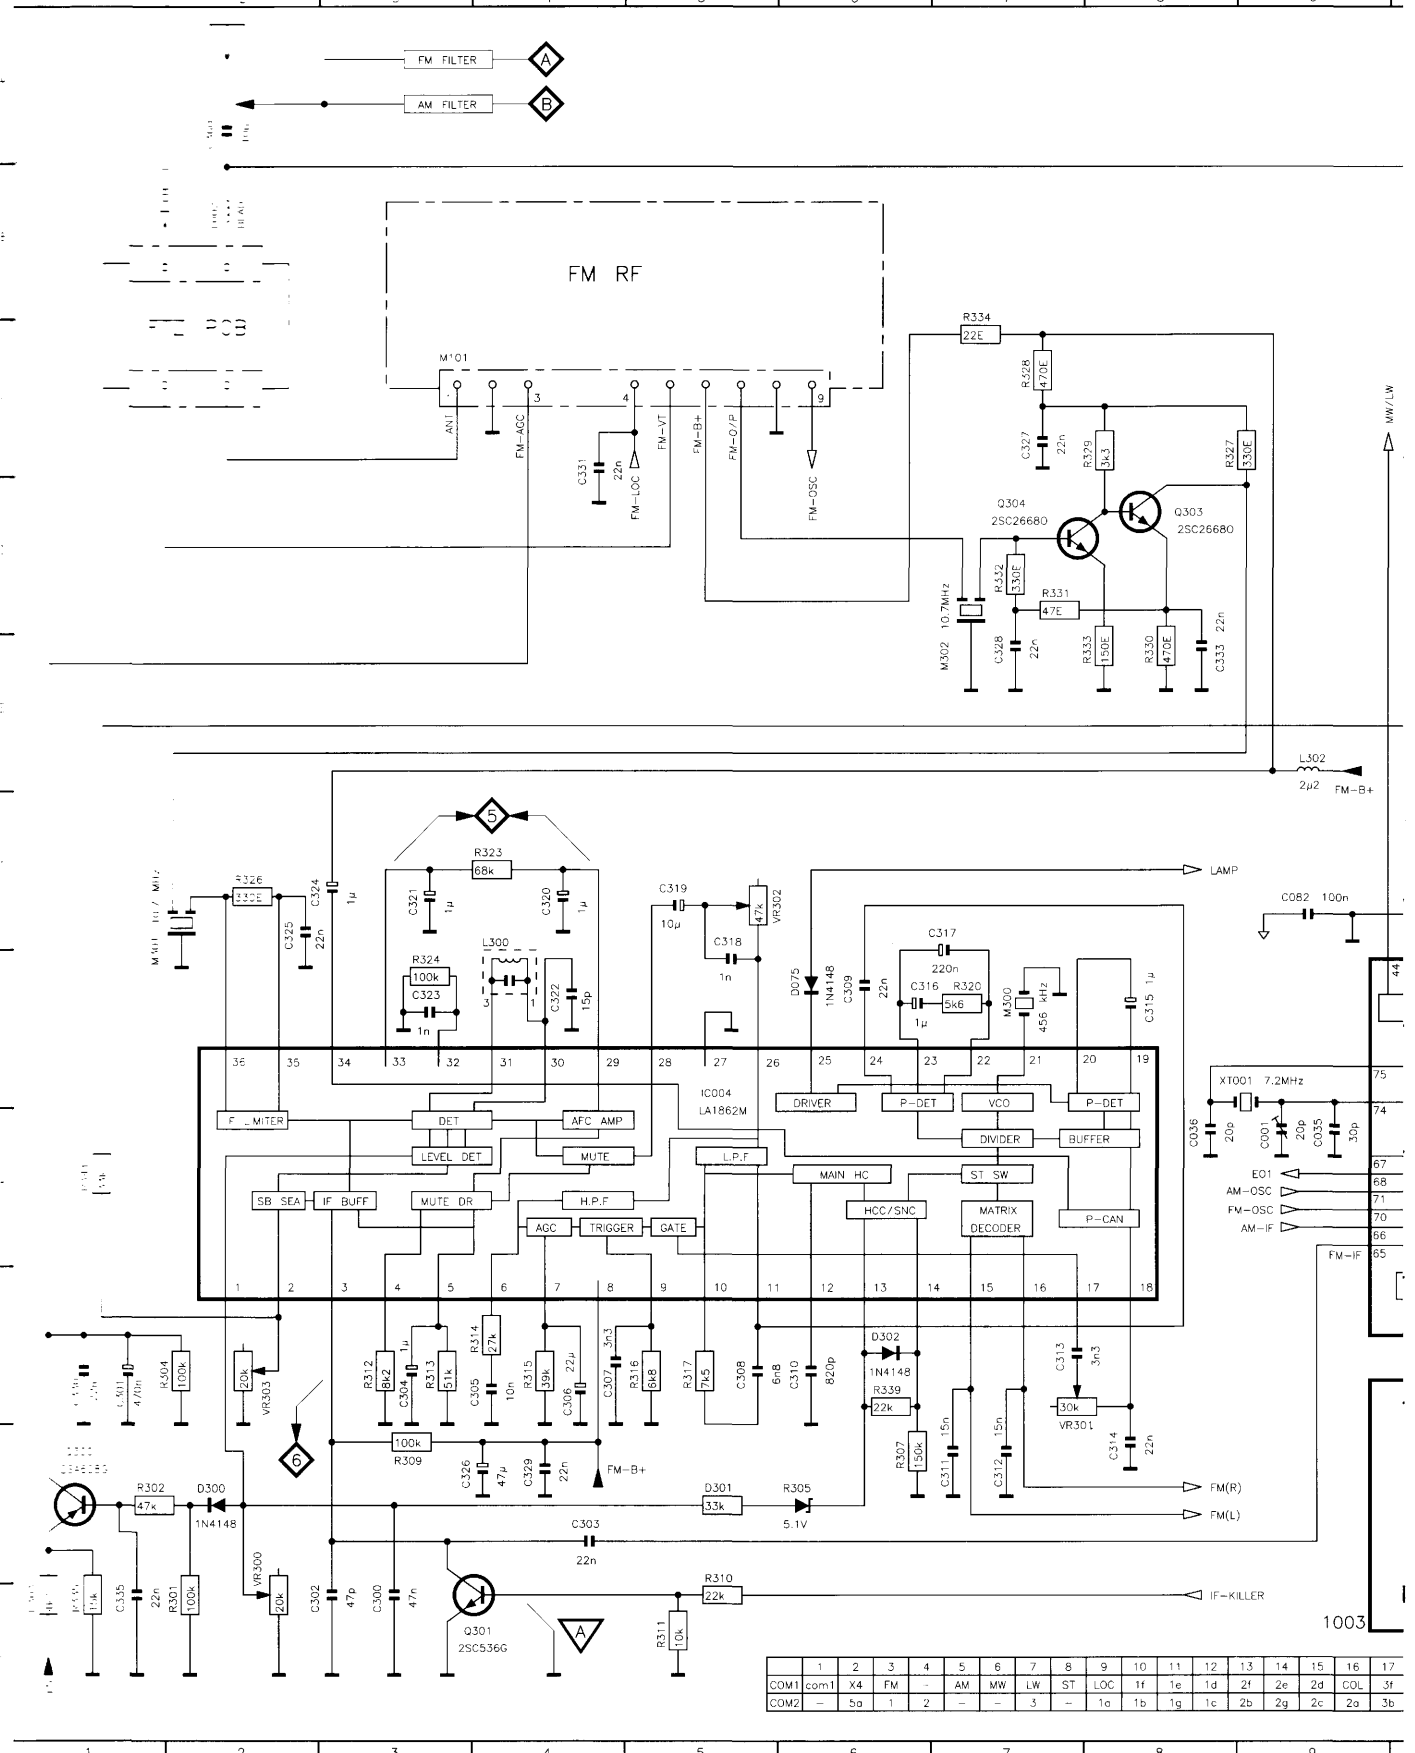 FM FILTER
A
AM FILTER
B
FM RF
M101
3
4
9
ANT
FM-AGC
C331
22n
FM-LOC
FM-VT
FM-B+
FM-O/P
FM-OSC
R334
22E
R328
470E
C327
22n
R329
3k3
R327
330E
MW/LW
Q304
2SC2668O
Q303
2SC2668O
R332
330E
R331
47E
M302 10.7MHz
C328
22n
R333
150E
R330
470E
C333 22n
L302
2µ2
FM-B+
5
R323
68k
R326
330E
C324
1µ
C325
22n
C321
1µ
C320
1µ
C319
10µ
47k
VR302
LAMP
C082 100n
L300
3
1
R324
100k
C323
1n
C322
15p
C318
1n
D075
1N4148
C309
22n
C317
220n
C316
1µ
R320
5k6
M300
456 kHz
C315 1µ
44
36 35 34 33 32 31 30 29 28 27 26 25 24 23 22 21 20 19
IC004
LA1862M
DRIVER
P-DET
VCO
P-DET
DET
AFC AMP
DIVIDER
BUFFER
LEVEL DET
MUTE
L.P.F
MAIN HC
ST SW
SB SEA
IF BUFF
MUTE DR
H.P.F
HCC/SNC
MATRIX
DECODER
P-CAN
AGC
TRIGGER
GATE
1 2 3 4 5 6 7 8 9 10 11 12 13 14 15 16 17 18
XT001 7.2MHz
75
74
C036
20p
C001
20p
C035
30p
67
EO1
68
AM-OSC
71
FM-OSC
70
AM-IF
66
FM-IF
65
C301
470n
R304
100k
20k
VR303
R312
8k2
C304
1µ
R313
51k
R314
27k
C305
10n
R315
39k
22µ
C306
3n3
C307
R316
6k8
R317
7k5
C308
6n8
C310
820p
D302
1N4148
R339
22k
C313
3n3
30k
VR301
C314
22n
6
100k
R309
C326
47µ
C329
22n
FM-B+
R307
150k
C311
15n
C312
15n
R302
47k
D300
1N4148
D301
33k
R305
5.1V
FM(R)
FM(L)
C303
22n
C335
22n
R301
100k
VR300
20k
C302
47p
C300
47n
Q301
2SC536G
A
R310
22k
R311
10k
IF-KILLER
1003
1 2 3 4 5 6 7 8 9 10 11 12 13 14 15 16 17
COM1 com1 X4 FM - AM MW LW ST LOC 1f 1e 1d 2f 2e 2d COL 3f
COM2 - 5a 1 2 - - 3 - 1a 1b 1g 1c 2b 2g 2c 2a 3b